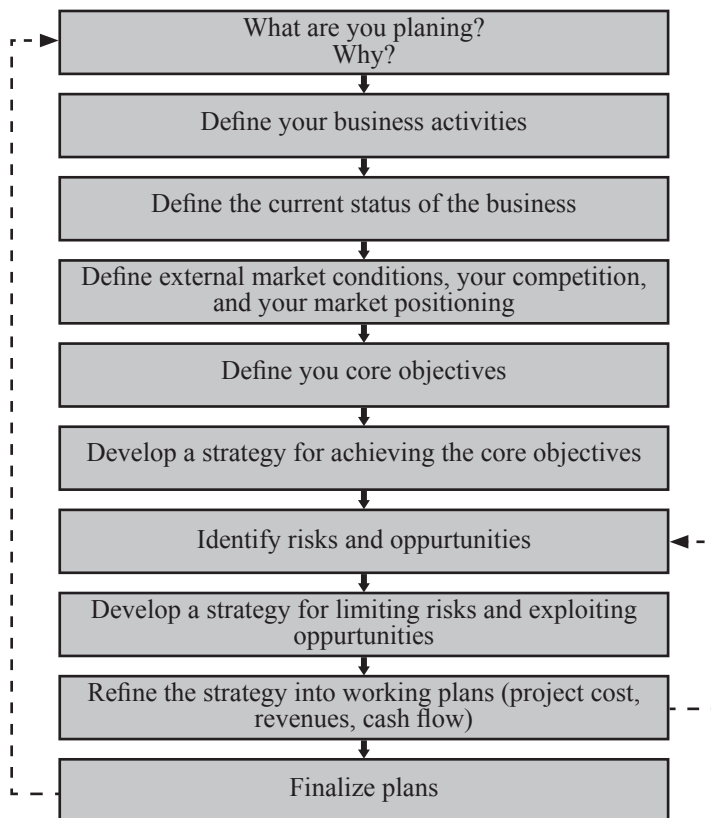 What are you planing?
Why?
Define your business activities
Define the current status of the business
Define external market conditions, your competition,
and your market positioning
Define you core objectives
Develop a strategy for achieving the core objectives
Identify risks and oppurtunities
Develop a strategy for limiting risks and exploiting
oppurtunities
Refine the strategy into working plans (project cost,
revenues, cash flow)
Finalize plans